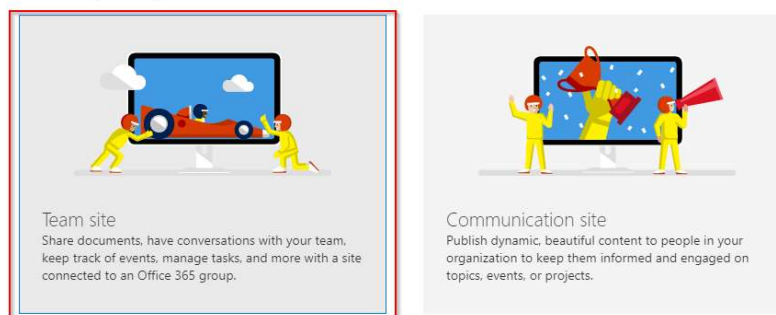 Team site
Share documents, have conversations with your team,
keep track of events, manage tasks, and more with a site
connected to an Office 365 group.
Communication site
Publish dynamic, beautiful content to people in your
organization to keep them informed and engaged on
topics, events, or projects.